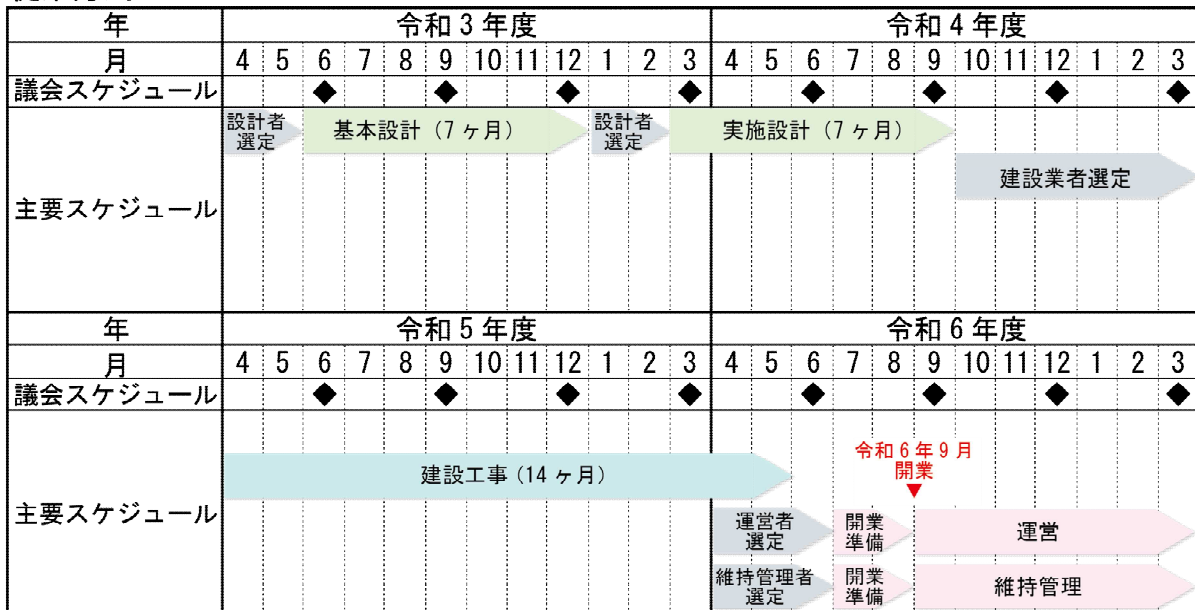 年 令和3年度 令和4年度
月 4 5 6 7 8 9 10 11 12 1 2 3 4 5 6 7 8 9 10 11 12 1 2 3
議会スケジュール ◆ ◆ ◆ ◆ ◆ ◆ ◆ ◆
設計者
選定
基本設計(7ヶ月)
設計者
選定
実施設計(7ヶ月)
建設業者選定
主要スケジュール
年 令和5年度 令和6年度
月 4 5 6 7 8 9 10 11 12 1 2 3 4 5 6 7 8 9 10 11 12 1 2 3
議会スケジュール ◆ ◆ ◆ ◆ ◆ ◆ ◆ ◆
令和6年9月
開業
▼
建設工事(14ヶ月)
主要スケジュール
運営者
選定
開業
準備
運営
維持管理者
選定
開業
準備
維持管理